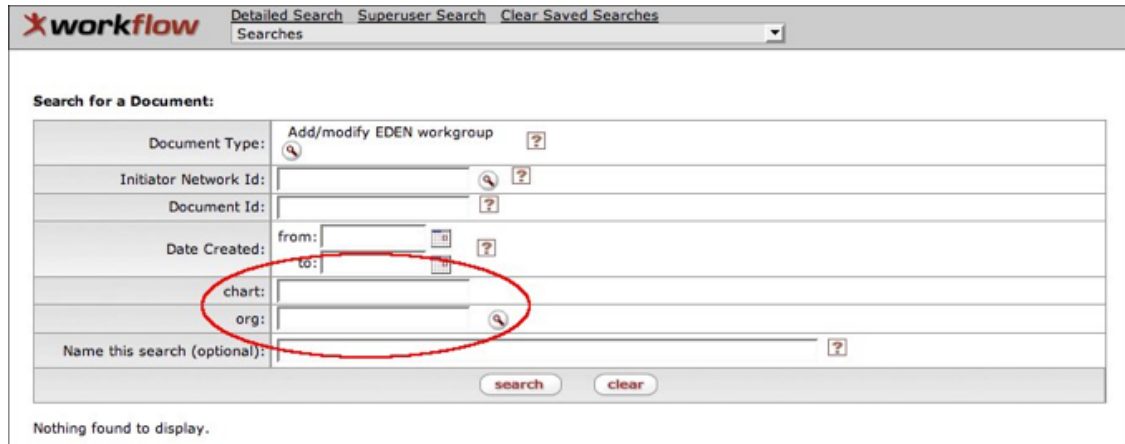 workflow
Detailed Search Superuser Search Clear Saved Searches
Searches
Search for a Document:
Document Type: Add/modify EDEN workgroup ?
Initiator Network Id: ?
Document Id: ?
Date Created: from: ?
to:
chart:
org:
Name this search (optional): ?
search clear
Nothing found to display.